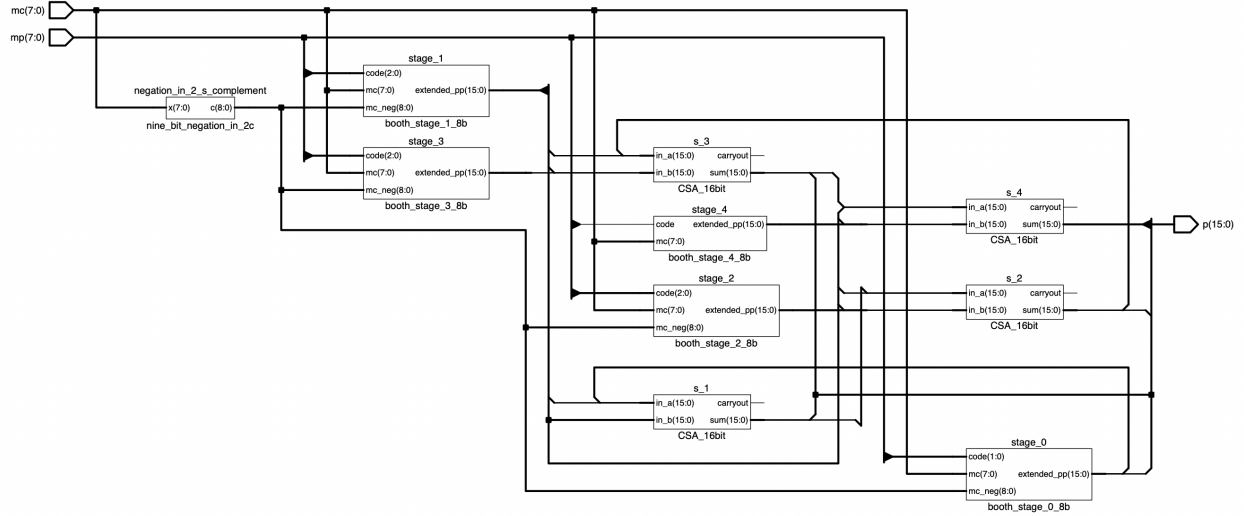 mc(7:0)
mp(7:0)
negation_in_2_s_complement
x(7:0) c(8:0)
nine_bit_negation_in_2c
stage_1
code(2:0)
mc(7:0) extended_pp(15:0)
mc_neg(8:0)
booth_stage_1_8b
stage_3
code(2:0)
mc(7:0) extended_pp(15:0)
mc_neg(8:0)
booth_stage_3_8b
s_3
in_a(15:0) carryout
in_b(15:0) sum(15:0)
CSA_16bit
stage_4
code extended_pp(15:0)
mc(7:0)
booth_stage_4_8b
stage_2
code(2:0)
mc(7:0) extended_pp(15:0)
mc_neg(8:0)
booth_stage_2_8b
s_1
in_a(15:0) carryout
in_b(15:0) sum(15:0)
CSA_16bit
s_4
in_a(15:0) carryout
in_b(15:0) sum(15:0)
CSA_16bit
s_2
in_a(15:0) carryout
in_b(15:0) sum(15:0)
CSA_16bit
stage_0
code(1:0)
mc(7:0) extended_pp(15:0)
mc_neg(8:0)
booth_stage_0_8b
p(15:0)